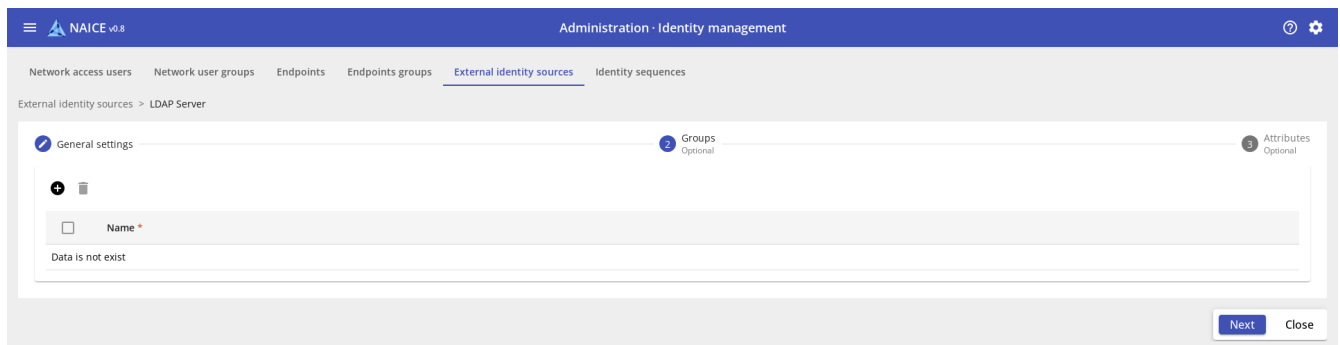 NAICE v0.8
Administration · Identity management
Network access users Network user groups Endpoints Endpoints groups External identity sources Identity sequences
External identity sources > LDAP Server
General settings
2 Groups
Optional
3 Attributes
Optional
Name *
Data is not exist
Next Close